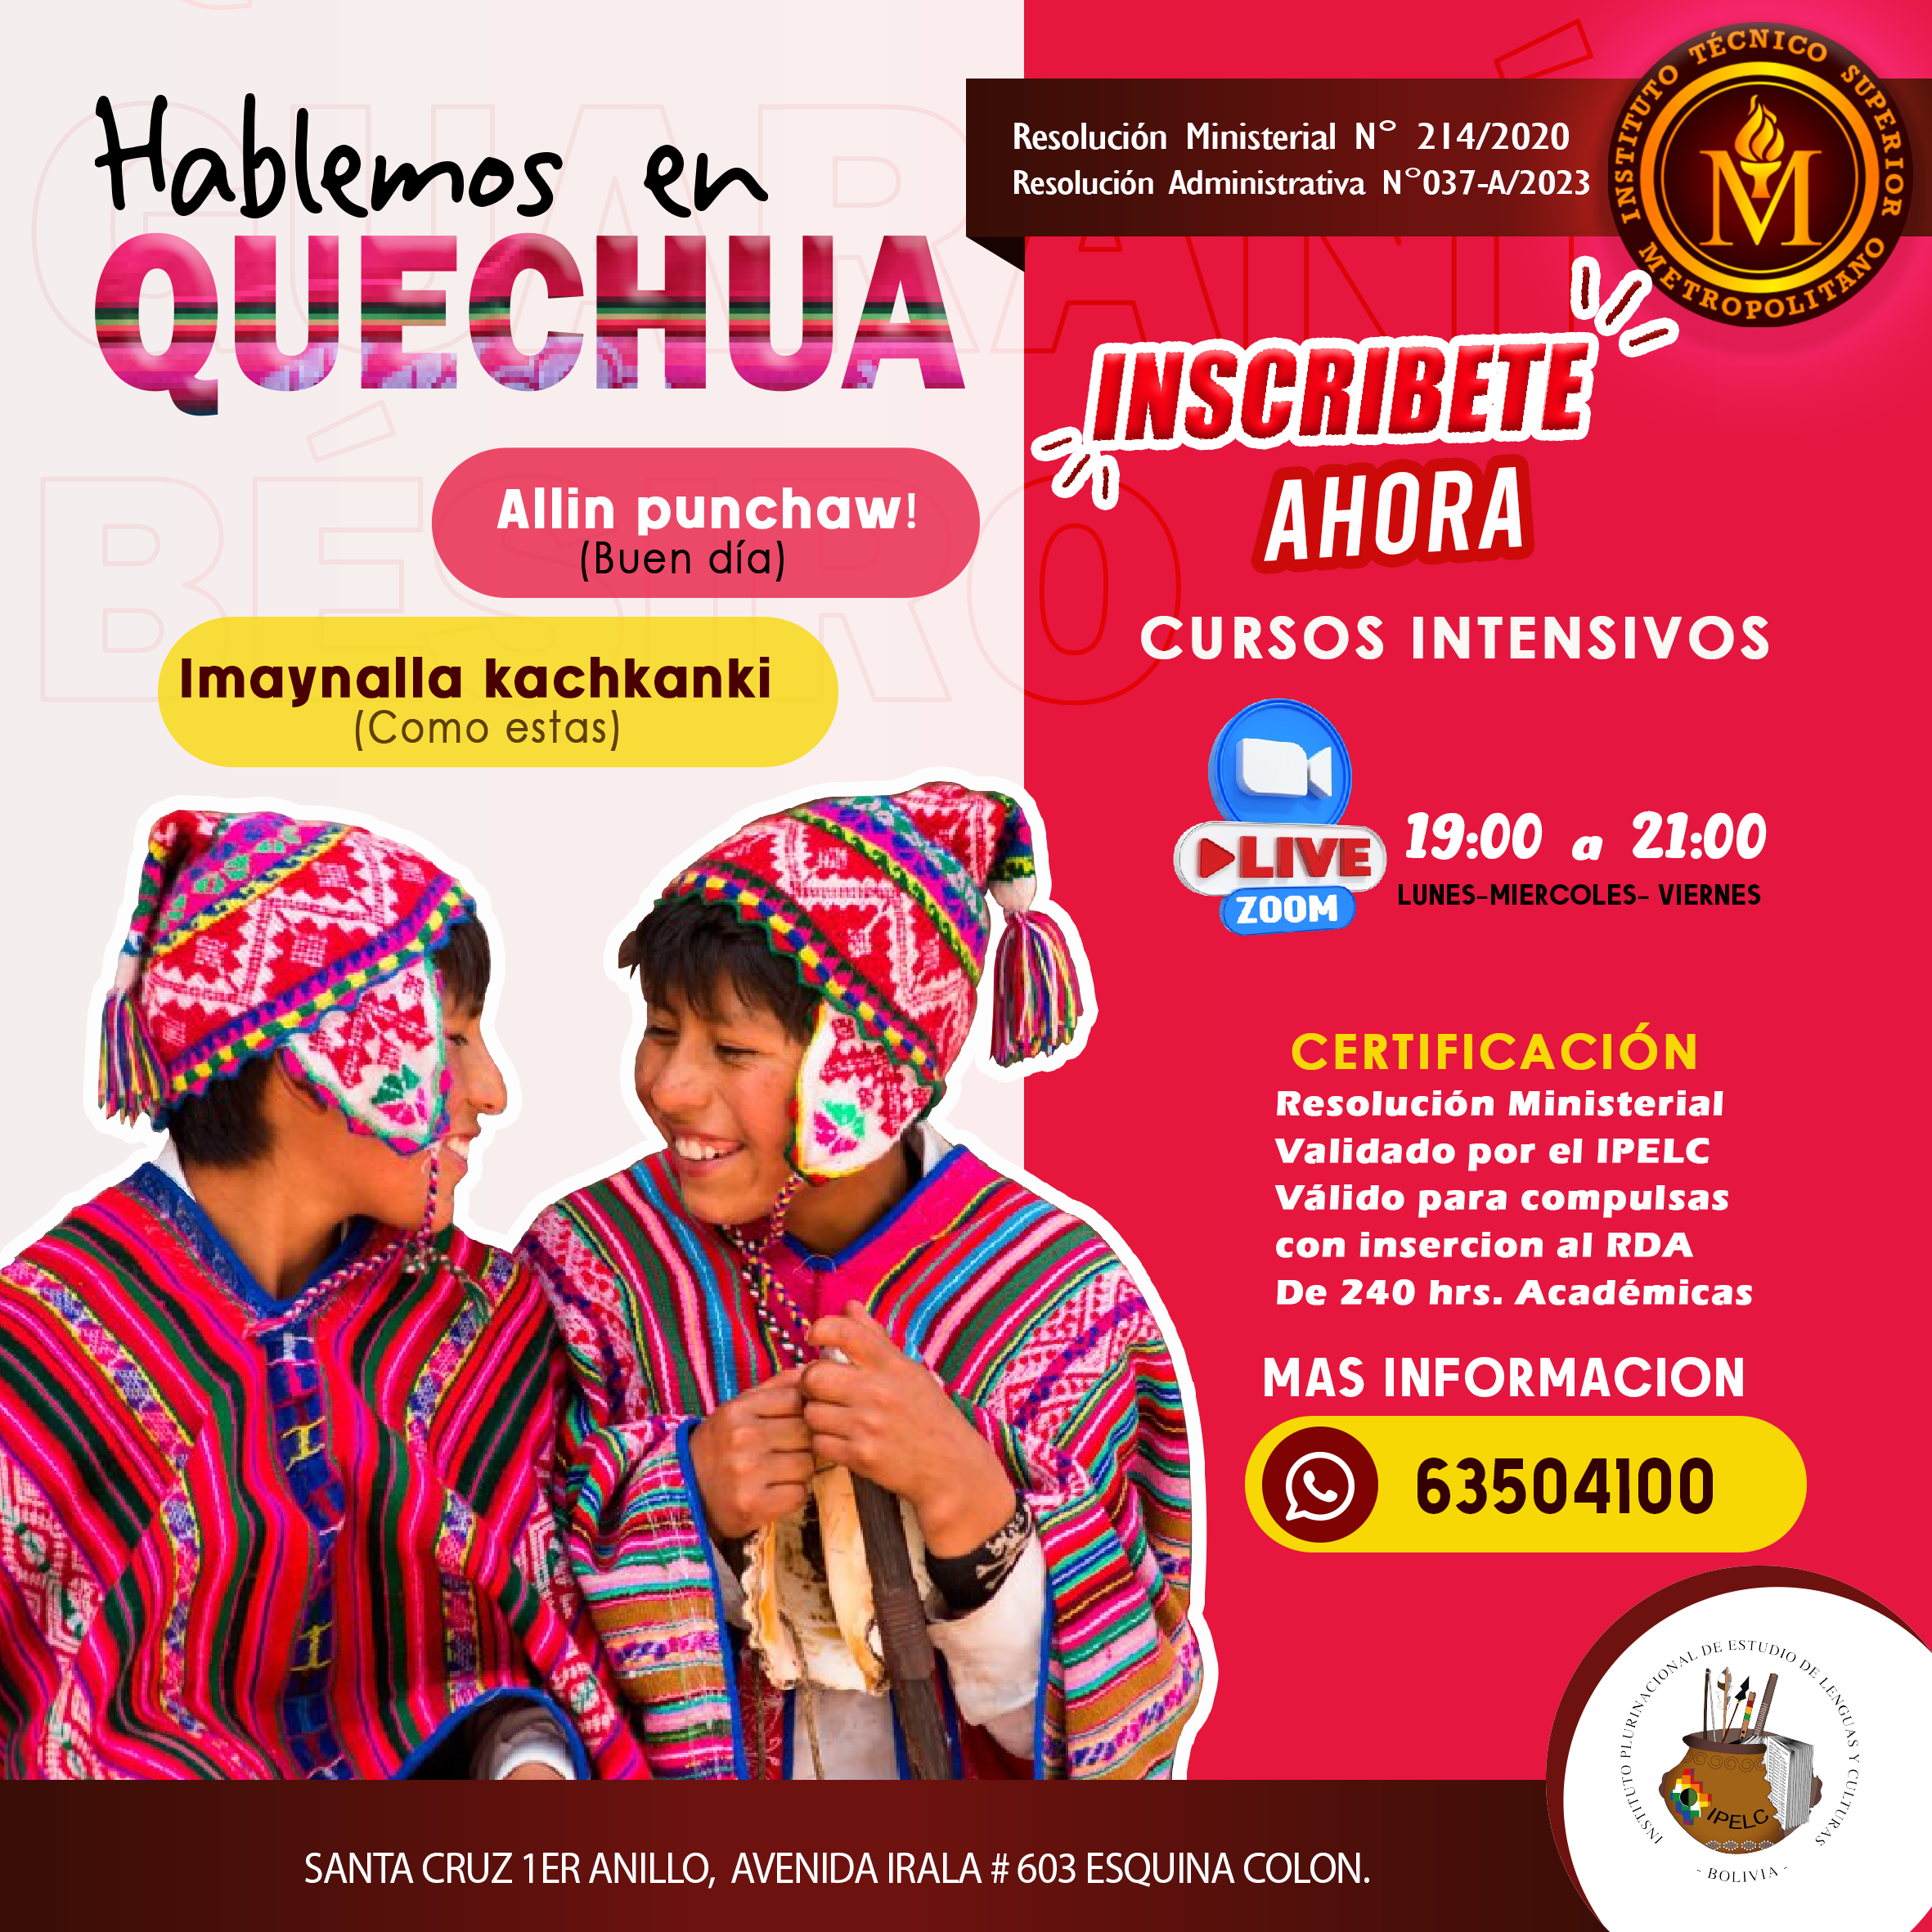 Hablemos en
QUECHUA
Allin punchaw!
(Buen día)
Imaynalla kachkanki
(Como estas)
GUARANÍ
BÉSIRO
Resolución Ministerial N° 214/2020
Resolución Administrativa N°037-A/2023
INSTITUTO TÉCNICO SUPERIOR
METROPOLITANO
M
INSCRIBETE
AHORA
CURSOS INTENSIVOS
LIVE
ZOOM
19:00 a 21:00
LUNES-MIERCOLES- VIERNES
CERTIFICACIÓN
Resolución Ministerial
Validado por el IPELC
Válido para compulsas
con insercion al RDA
De 240 hrs. Académicas
MAS INFORMACION
63504100
INSTITUTO PLURINACIONAL DE ESTUDIO DE LENGUAS Y CULTURAS
IPELC
- BOLIVIA -
SANTA CRUZ 1ER ANILLO, AVENIDA IRALA # 603 ESQUINA COLON.